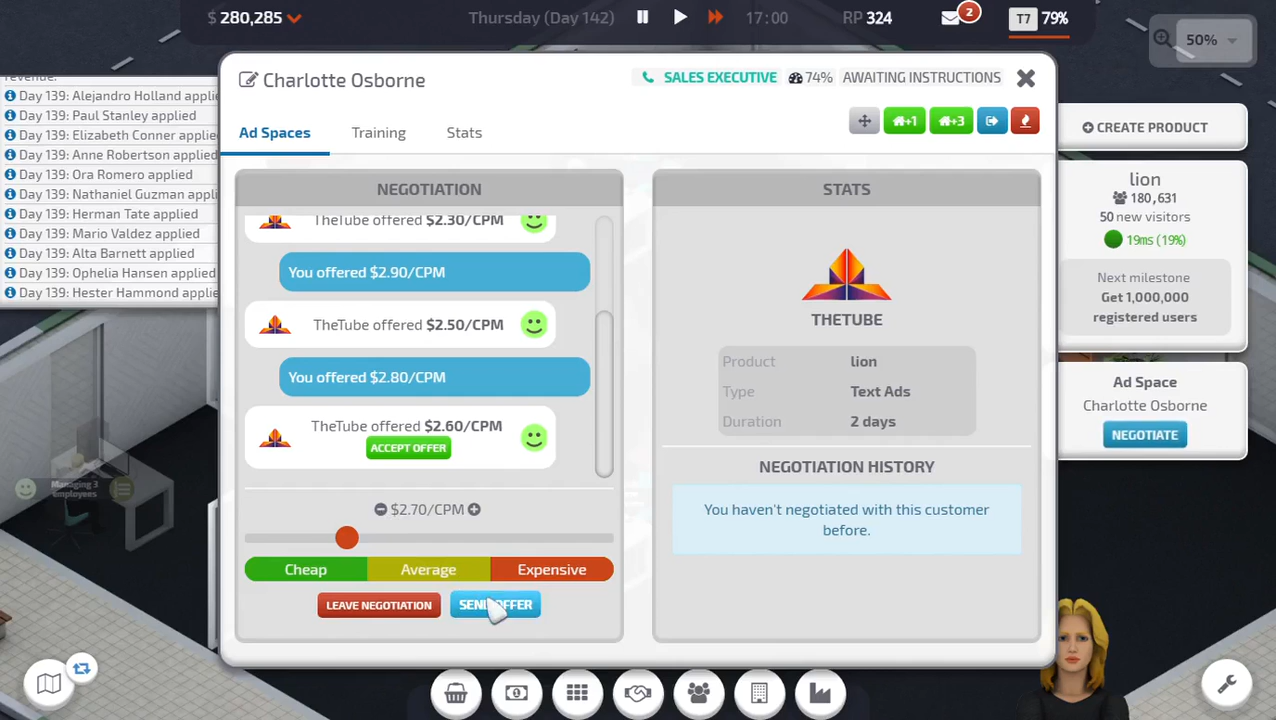 $ 280,285
Thursday (Day 142)
17:00
RP 324
2
T7 79%
50%
revenue.
Day 139: Alejandro Holland applie
Day 139: Paul Stanley applied
Day 139: Elizabeth Conner applied
Day 139: Anne Robertson applied
Day 139: Ora Romero applied
Day 139: Nathaniel Guzman appli
Day 139: Herman Tate applied
Day 139: Mario Valdez applied
Day 139: Alta Barnett applied
Day 139: Ophelia Hansen applied
Day 139: Hester Hammond applie
Managing 3
employees
Charlotte Osborne
SALES EXECUTIVE
74%
AWAITING INSTRUCTIONS
+1
+3
Ad Spaces
Training
Stats
NEGOTIATION
TheTube offered $2.30/CPM
You offered $2.90/CPM
TheTube offered $2.50/CPM
You offered $2.80/CPM
TheTube offered $2.60/CPM
ACCEPT OFFER
$2.70/CPM
Cheap
Average
Expensive
LEAVE NEGOTIATION
SEND OFFER
STATS
THETUBE
Product lion
Type Text Ads
Duration 2 days
NEGOTIATION HISTORY
You haven't negotiated with this customer
before.
CREATE PRODUCT
lion
180,631
50 new visitors
19ms (19%)
Next milestone
Get 1,000,000
registered users
Ad Space
Charlotte Osborne
NEGOTIATE